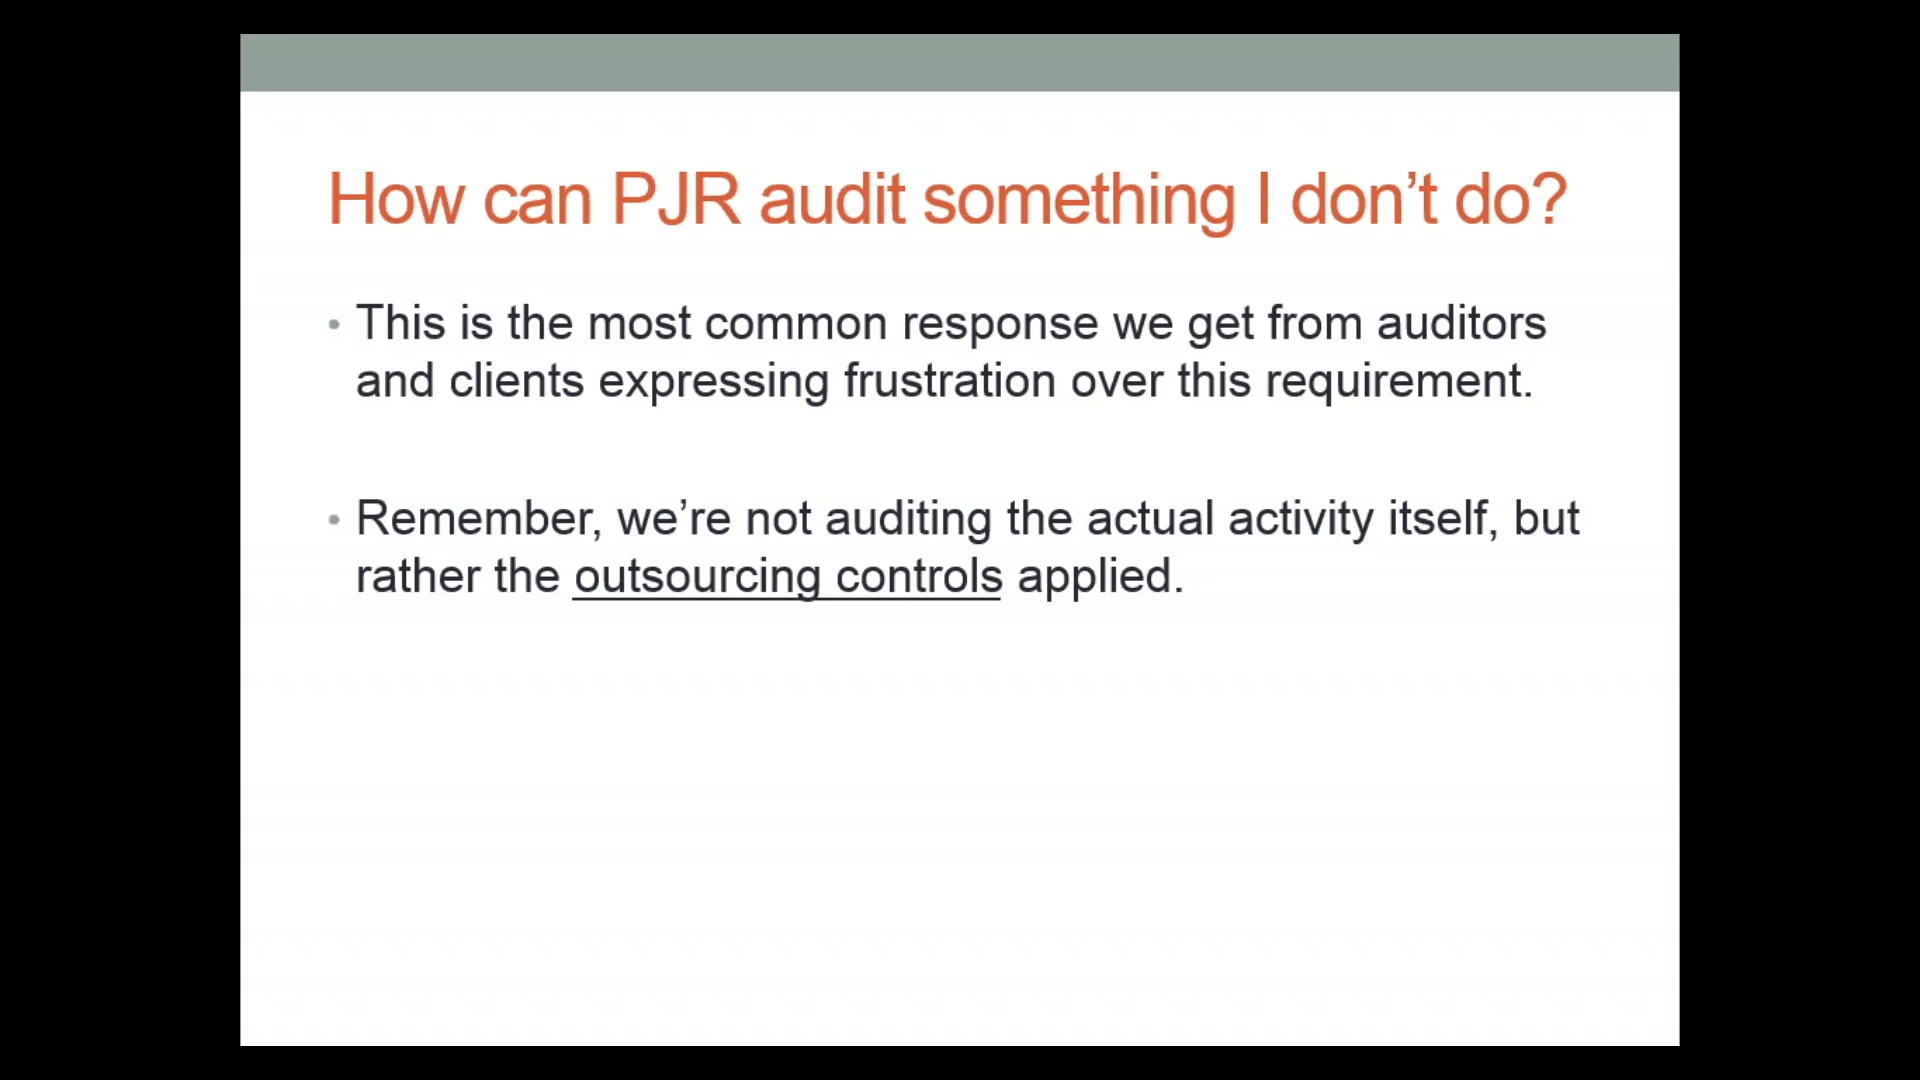 How can PJR audit something I don’t do?
• This is the most common response we get from auditors
and clients expressing frustration over this requirement.
• Remember, we’re not auditing the actual activity itself, but
rather the outsourcing controls applied.